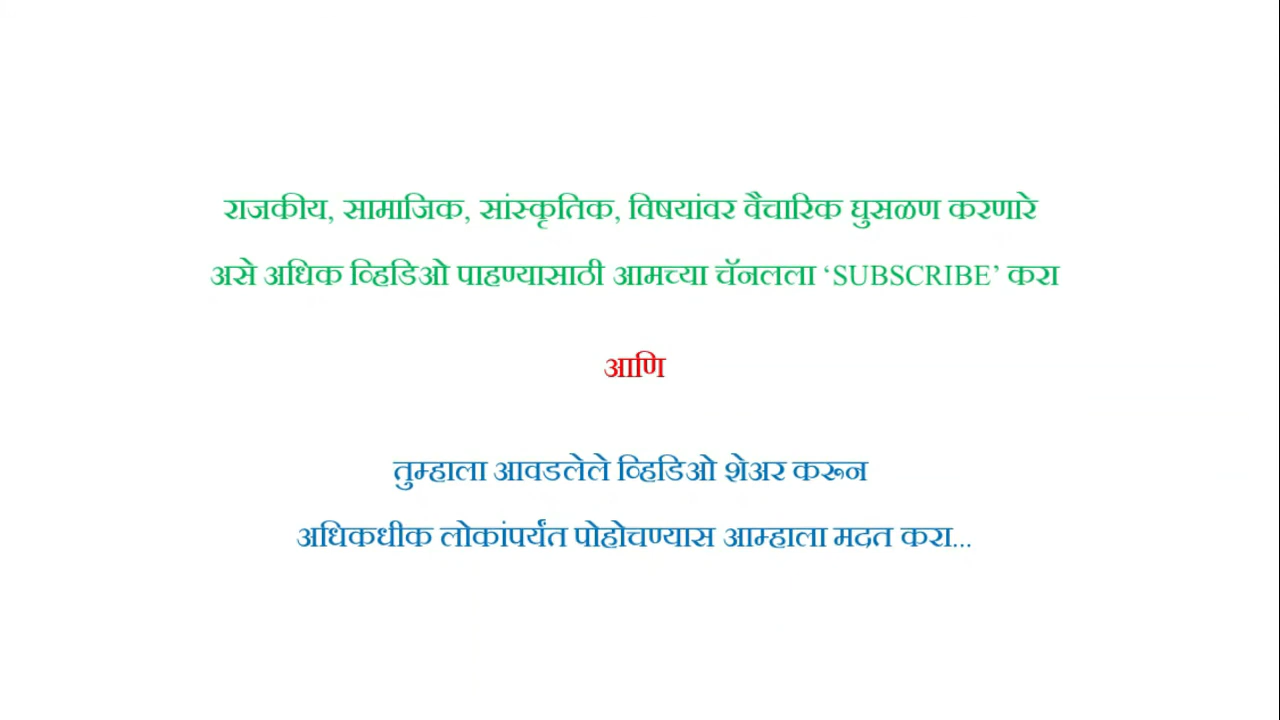 राजकीय, सामाजिक, सांस्कृतिक, विषयांवर वैचारिक घुसळण करणारे
असे अधिक व्हिडिओ पाहण्यासाठी आमच्या चॅनलला ‘SUBSCRIBE’ करा
आणि
तुम्हाला आवडलेले व्हिडिओ शेअर करून
अधिकधीक लोकांपर्यंत पोहोचण्यास आम्हाला मदत करा...